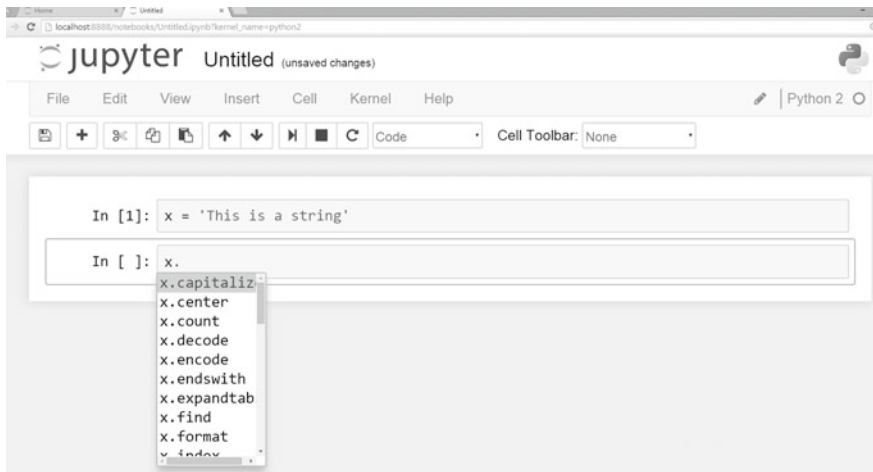 Home x Untitled x
localhost:8888/notebooks/Untitled.ipynb?kernel_name=python2
jupyter Untitled (unsaved changes)
File Edit View Insert Cell Kernel Help Python 2
Code Cell Toolbar: None
In [1]: x = 'This is a string'
In [ ]: x.
x.capitaliz
x.center
x.count
x.decode
x.encode
x.endswith
x.expandtab
x.find
x.format
x.index